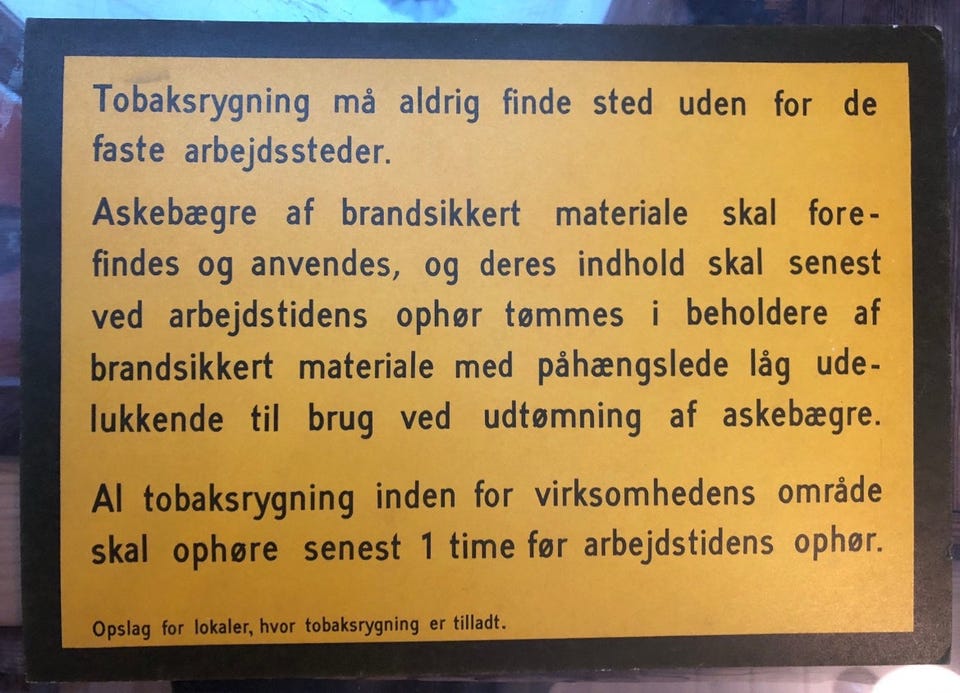 Tobaksrygning må aldrig finde sted uden for de
faste arbejdssteder.
Askebægre af brandsikkert materiale skal fore-
findes og anvendes, og deres indhold skal senest
ved arbejdstidens ophør tømmes i beholdere af
brandsikkert materiale med påhængslede låg ude-
lukkende til brug ved udtømning af askebægre.
Al tobaksrygning inden for virksomhedens område
skal ophøre senest 1 time før arbejdstidens ophør.
Opslag for lokaler, hvor tobaksrygning er tilladt.